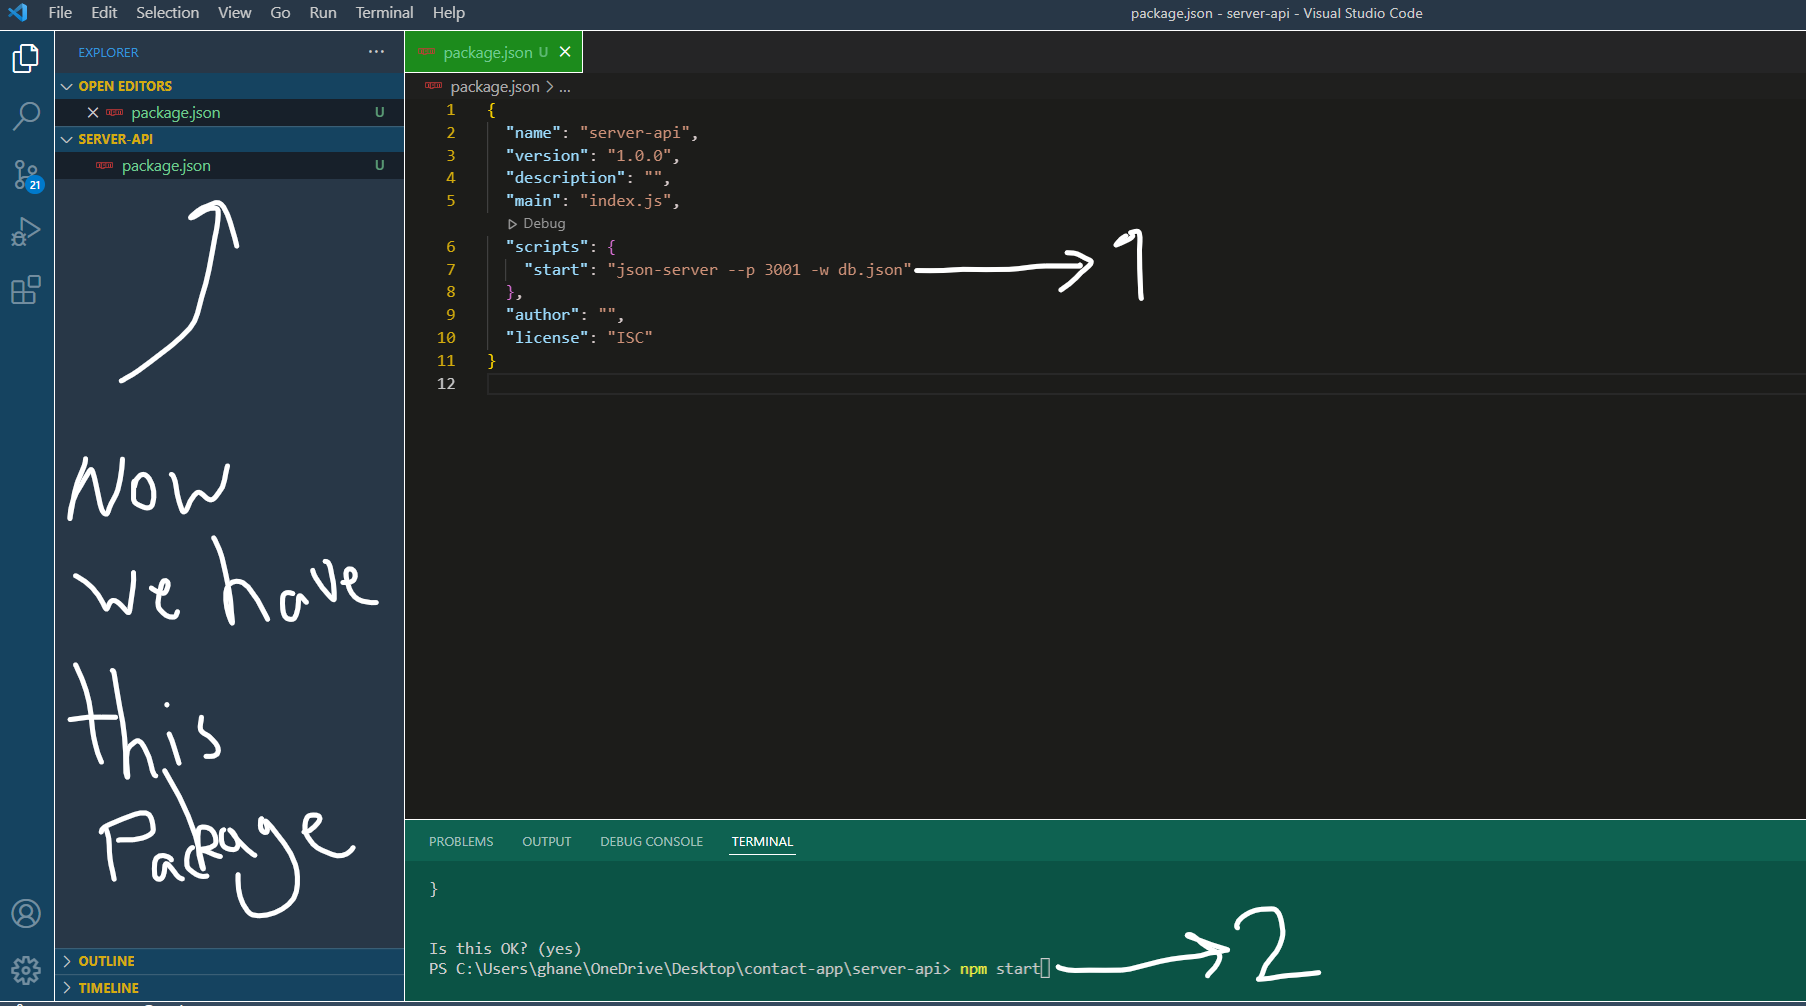 File Edit Selection View Go Run Terminal Help
package.json - server-api - Visual Studio Code
EXPLORER
OPEN EDITORS
package.json U
SERVER-API
package.json U
21
package.json U
package.json > ...
1 {
2 "name": "server-api",
3 "version": "1.0.0",
4 "description": "",
5 "main": "index.js",
Debug
6 "scripts": {
7 "start": "json-server --p 3001 -w db.json"
8 },
9 "author": "",
10 "license": "ISC"
11 }
12
1
Now
we have
this
Package
OUTLINE
TIMELINE
PROBLEMS OUTPUT DEBUG CONSOLE TERMINAL
}
Is this OK? (yes)
PS C:\Users\ghane\OneDrive\Desktop\contact-app\server-api> npm start
2